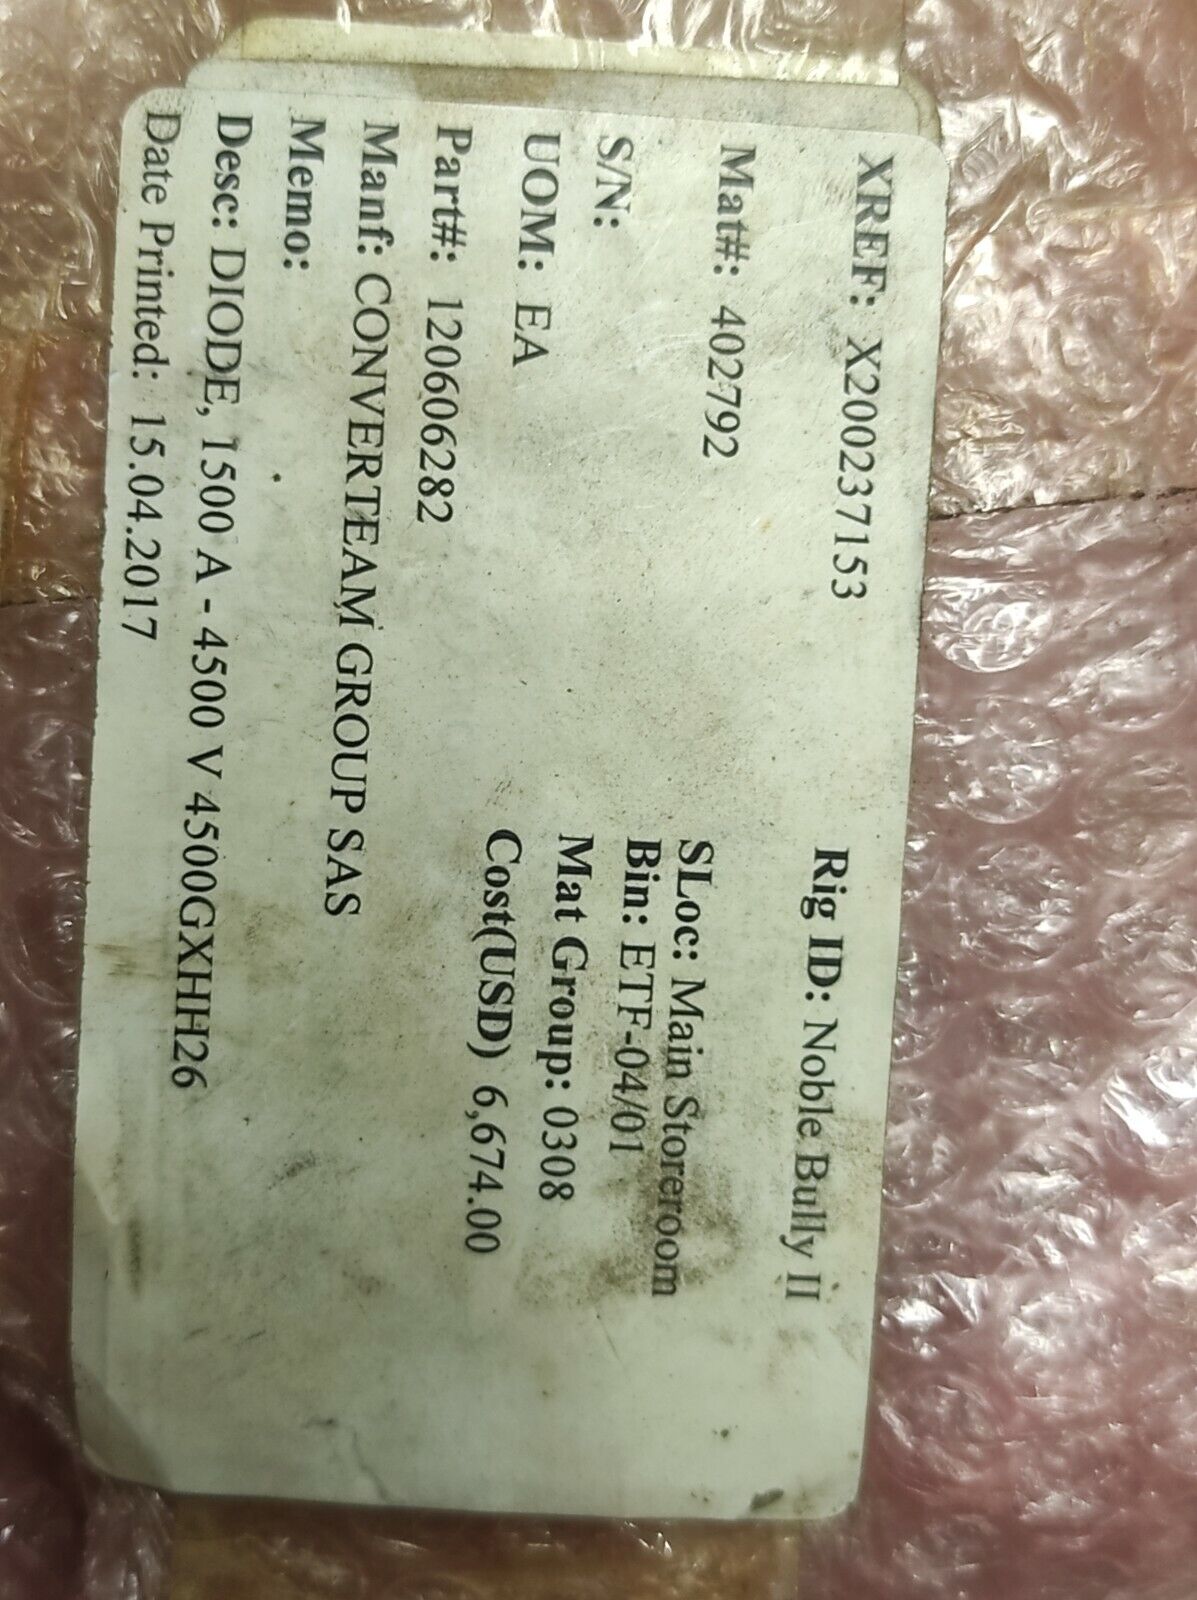 XREF: X200237153
Rig ID: Noble Bully II
Mat#: 402792
SLoc: Main Storeroom
S/N:
Bin: ETF-04/01
UOM: EA
Mat Group: 0308
Part#: 120606282
Cost(USD) 6,674.00
Manf: CONVERTEAM GROUP SAS
Memo:
Desc: DIODE, 1500 A - 4500 V 4500GXHH26
Date Printed: 15.04.2017